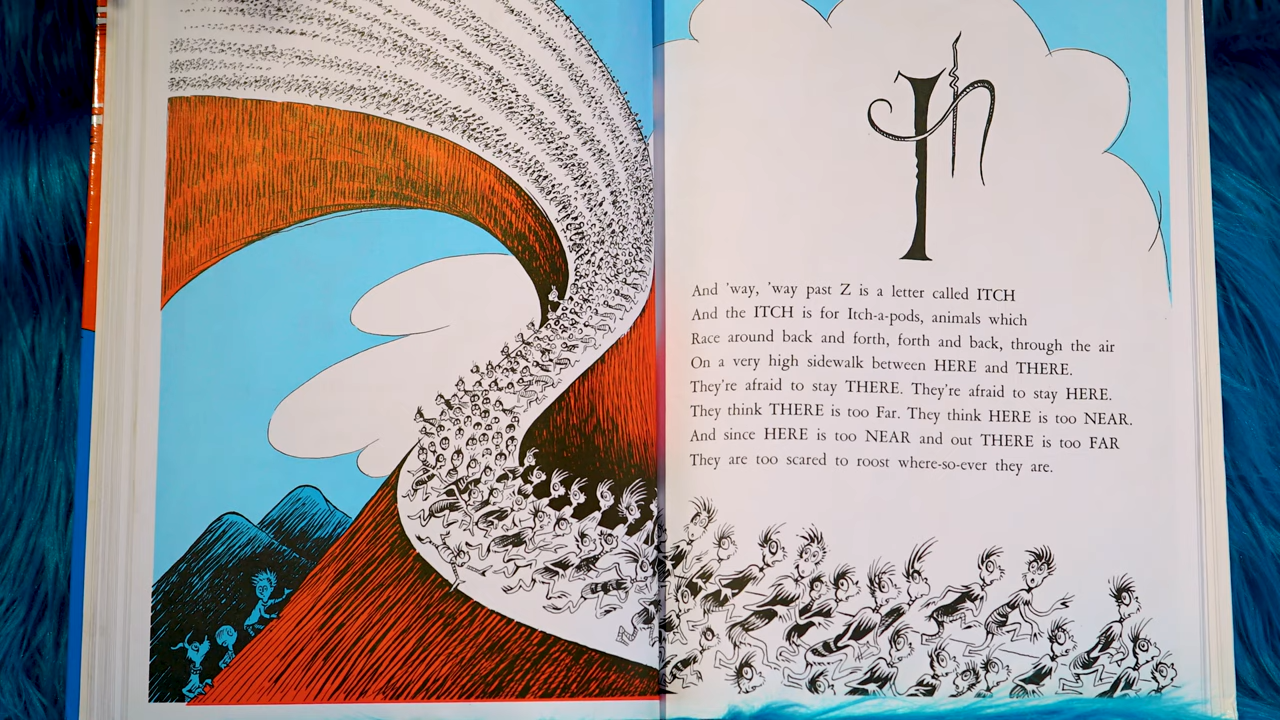 And 'way, 'way past Z is a letter called ITCH
And the ITCH is for Itch-a-pods, animals which
Race around back and forth, forth and back, through the air
On a very high sidewalk between HERE and THERE.
They're afraid to stay THERE. They're afraid to stay HERE.
They think THERE is too Far. They think HERE is too NEAR.
And since HERE is too NEAR and out THERE is too FAR
They are too scared to roost where-so-ever they are.